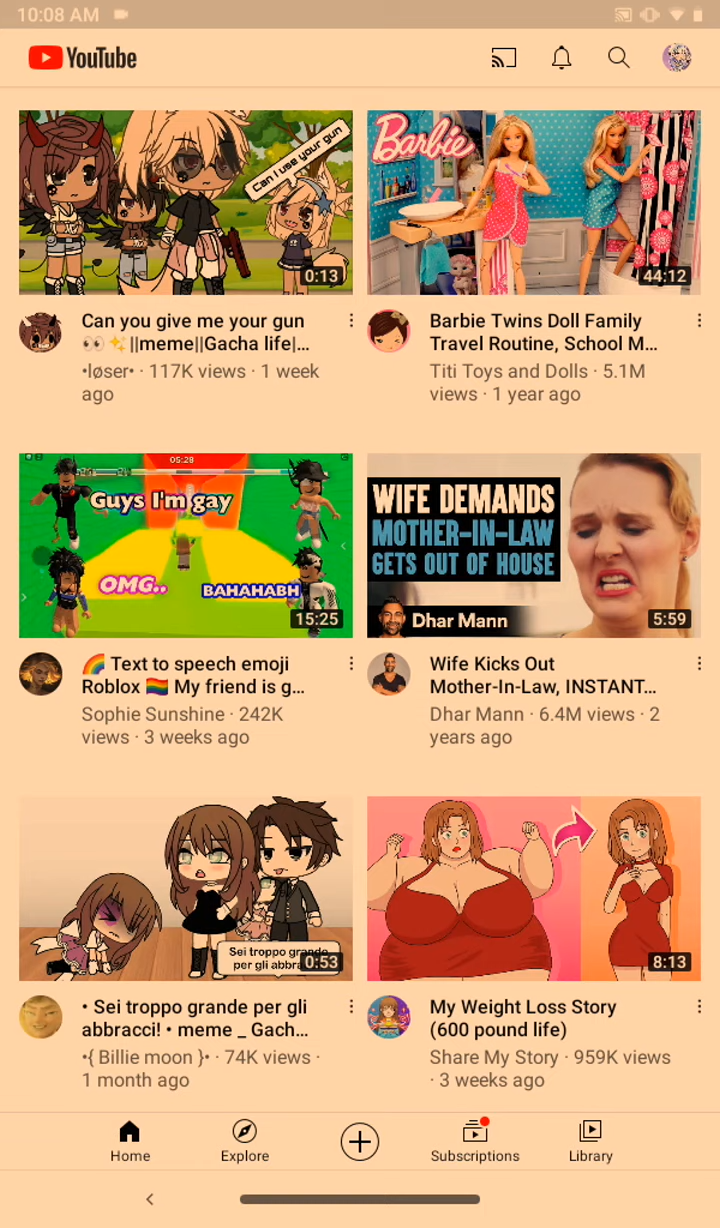 10:08 AM
YouTube
Can I use your gun
0:13
Barbie
44:12
Can you give me your gun
👀✨||meme||Gacha life|...
•løser• · 117K views · 1 week
ago
Barbie Twins Doll Family
Travel Routine, School M...
Titi Toys and Dolls · 5.1M
views · 1 year ago
05:28
Guys I'm gay
OMG..
BAHAHABH
15:25
WIFE DEMANDS
MOTHER-IN-LAW
GETS OUT OF HOUSE
Dhar Mann
5:59
🌈 Text to speech emoji
Roblox 🏳️‍🌈 My friend is g...
Sophie Sunshine · 242K
views · 3 weeks ago
Wife Kicks Out
Mother-In-Law, INSTANT...
Dhar Mann · 6.4M views · 2
years ago
Sei troppo grande
per gli abbra
0:53
8:13
• Sei troppo grande per gli
abbracci! • meme _ Gach...
•{ Billie moon }• · 74K views ·
1 month ago
My Weight Loss Story
(600 pound life)
Share My Story · 959K views
· 3 weeks ago
Home
Explore
Subscriptions
Library